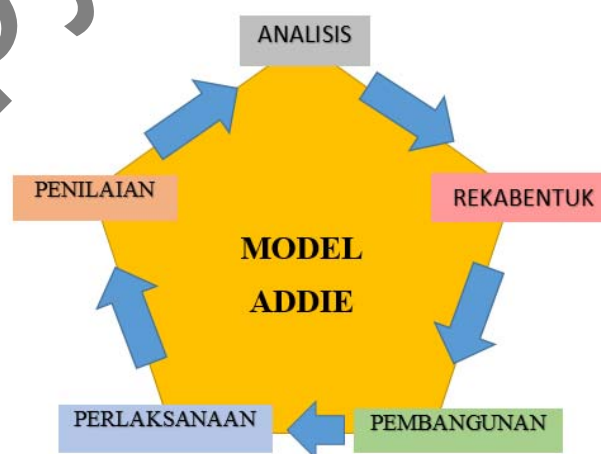 ANALISIS
PENILAIAN
REKABENTUK
MODEL
ADDIE
PERLAKSANAAN
PEMBANGUNAN